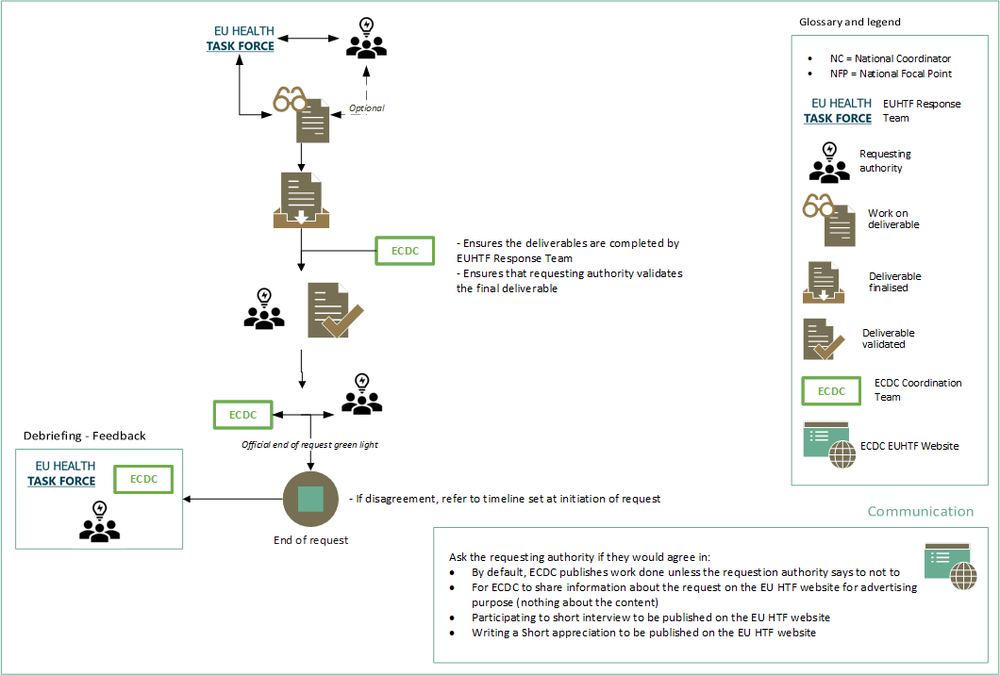 EU HEALTH
TASK FORCE
Optional
ECDC
- Ensures the deliverables are completed by
EUHTF Response Team
- Ensures that requesting authority validates
the final deliverable
ECDC
Official end of request green light
Debriefing - Feedback
EU HEALTH
TASK FORCE
ECDC
- If disagreement, refer to timeline set at initiation of request
End of request
Glossary and legend
• NC = National Coordinator
• NFP = National Focal Point
EU HEALTH
TASK FORCE
EUHTF Response
Team
Requesting
authority
Work on
deliverable
Deliverable
finalised
Deliverable
validated
ECDC
ECDC Coordination
Team
ECDC EUHTF Website
Communication
Ask the requesting authority if they would agree in:
• By default, ECDC publishes work done unless the requestion authority says to not to
• For ECDC to share information about the request on the EU HTF website for advertising
purpose (nothing about the content)
• Participating to short interview to be published on the EU HTF website
• Writing a Short appreciation to be published on the EU HTF website